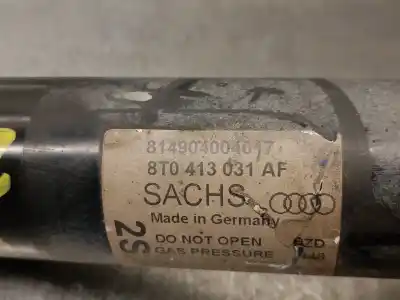 814904004017
8T0 413 031 AF
SACHS
Made in Germany
2S
DO NOT OPEN BZD
GAS PRESSURE